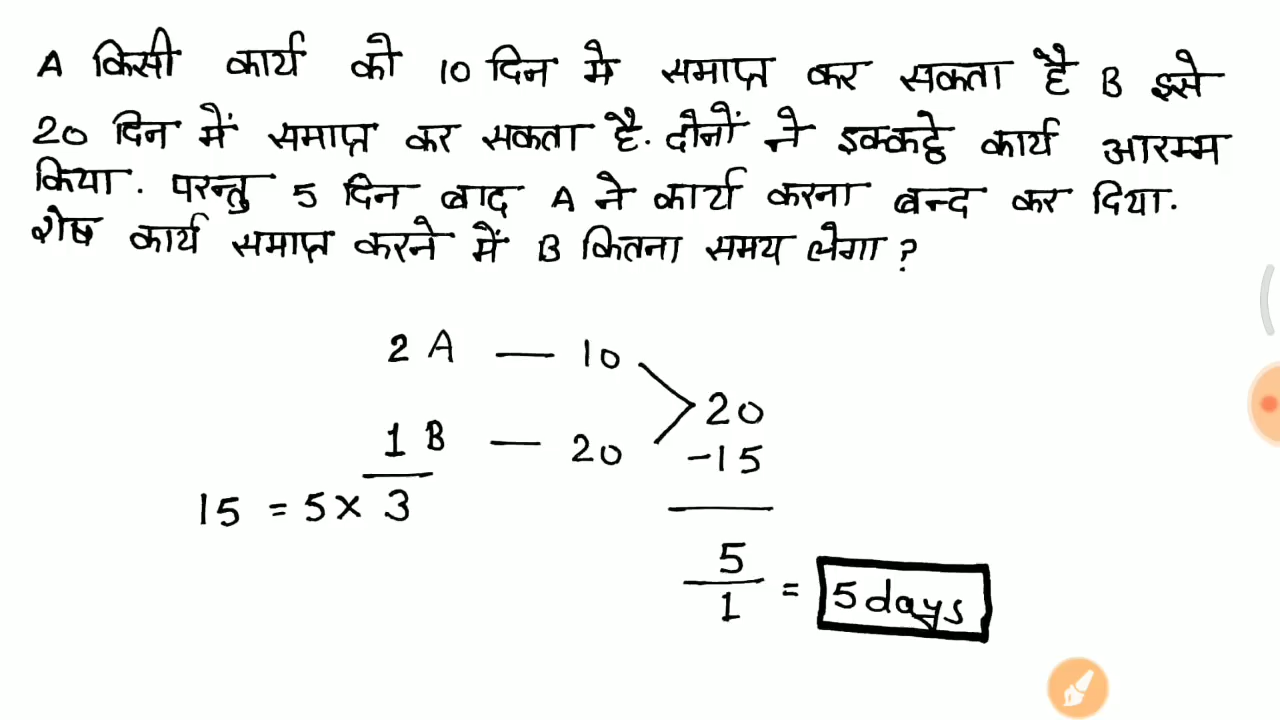 A किसी कार्य को 10 दिन मे समाप्त कर सकता है B इसे
20 दिन में समाप्त कर सकता है. दोनों ने इक्कट्ठे कार्य आरम्म
किया. परन्तु 5 दिन बाद A ने कार्य करना बन्द कर दिया.
शेष कार्य समाप्त करने में B कितना समय लेगा ?
2 A — 10
20
1 B — 20
-15
15 = 5 × 3
5
1
= 5 days